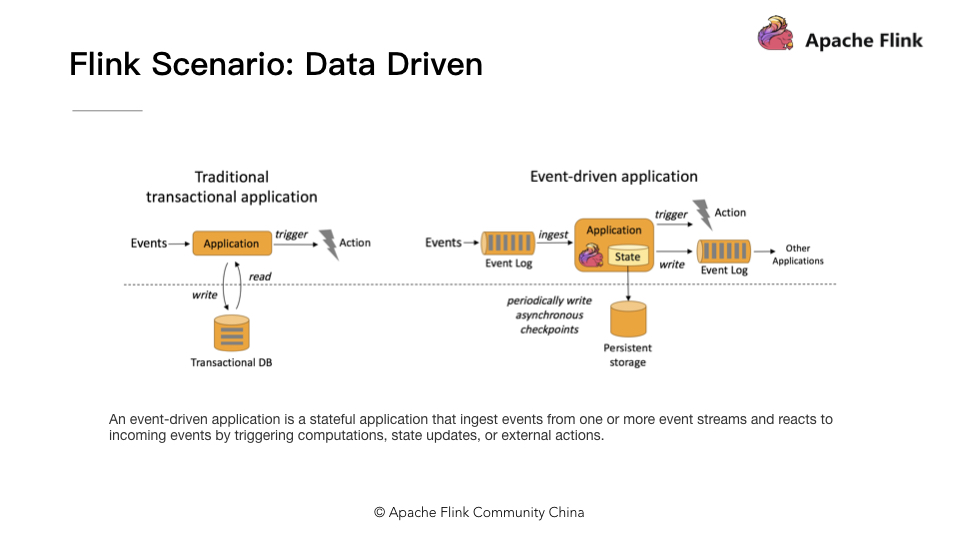 Apache Flink
Flink Scenario: Data Driven
Traditional
transactional application
Events
Application
trigger
Action
read
write
Transactional DB
Event-driven application
Events
Event Log
ingest
Application
State
trigger
Action
write
Event Log
Other
Applications
periodically write
asynchronous
checkpoints
Persistent
storage
An event-driven application is a stateful application that ingest events from one or more event streams and reacts to
incoming events by triggering computations, state updates, or external actions.
© Apache Flink Community China